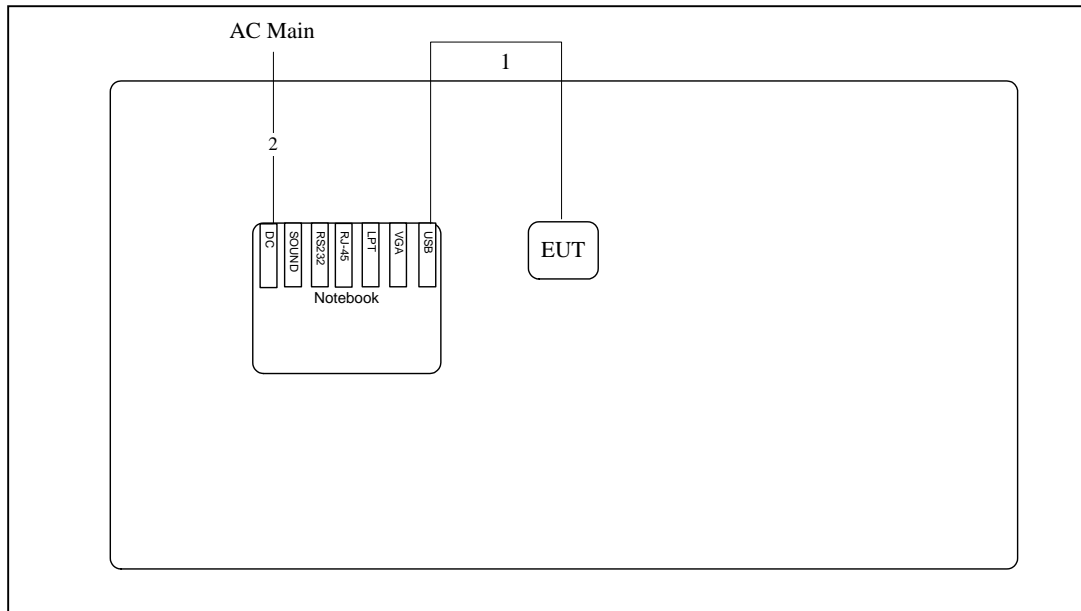 AC Main
1
2
DC
SOUND
RS232
RJ-45
LPT
VGA
USB
EUT
Notebook